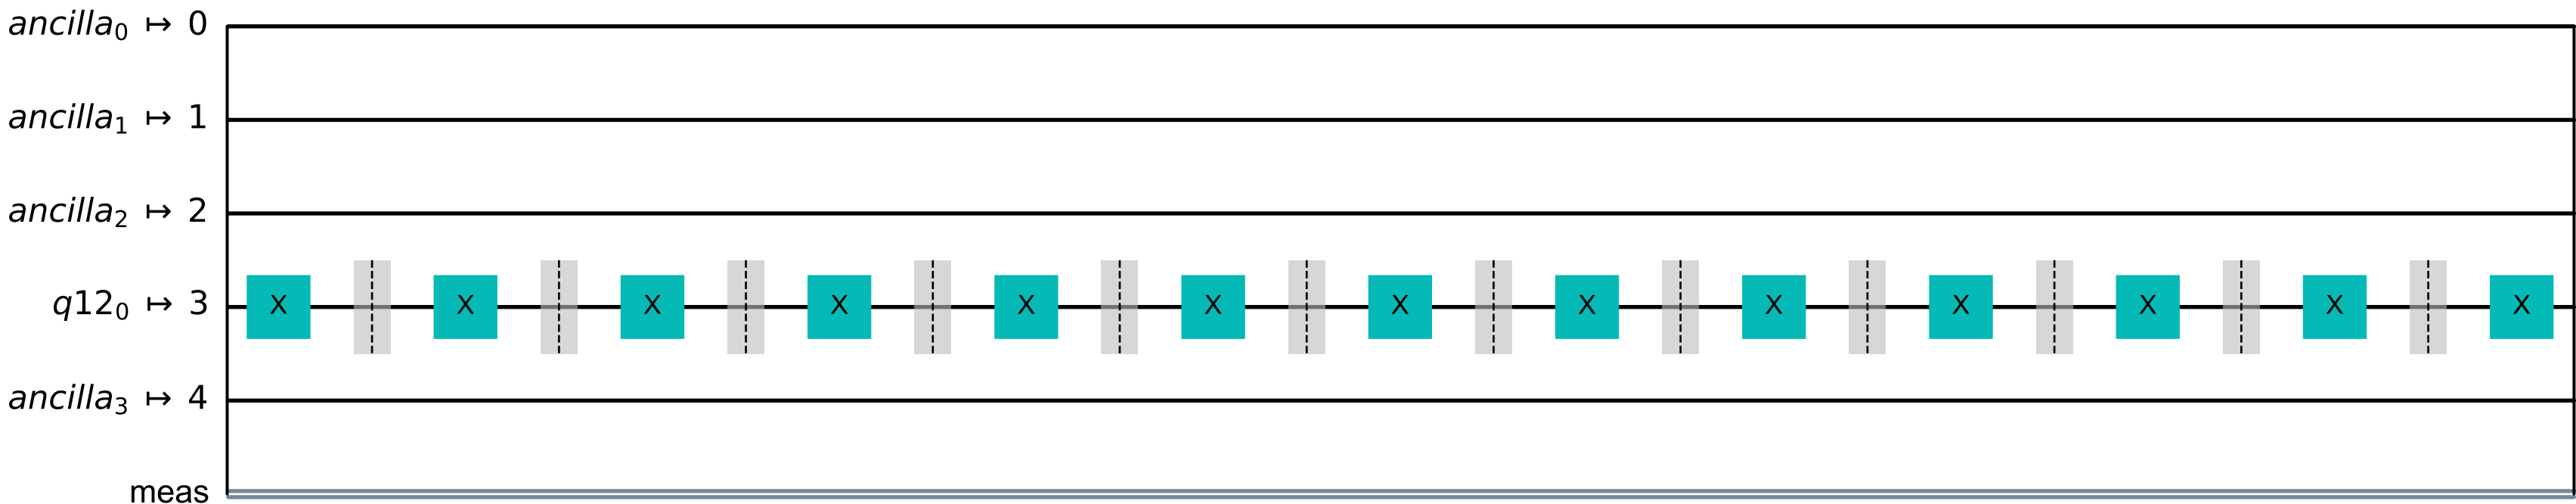 ancilla₀ ↦ 0
ancilla₁ ↦ 1
ancilla₂ ↦ 2
q12₀ ↦ 3 X X X X X X X X X X X X X
ancilla₃ ↦ 4
meas